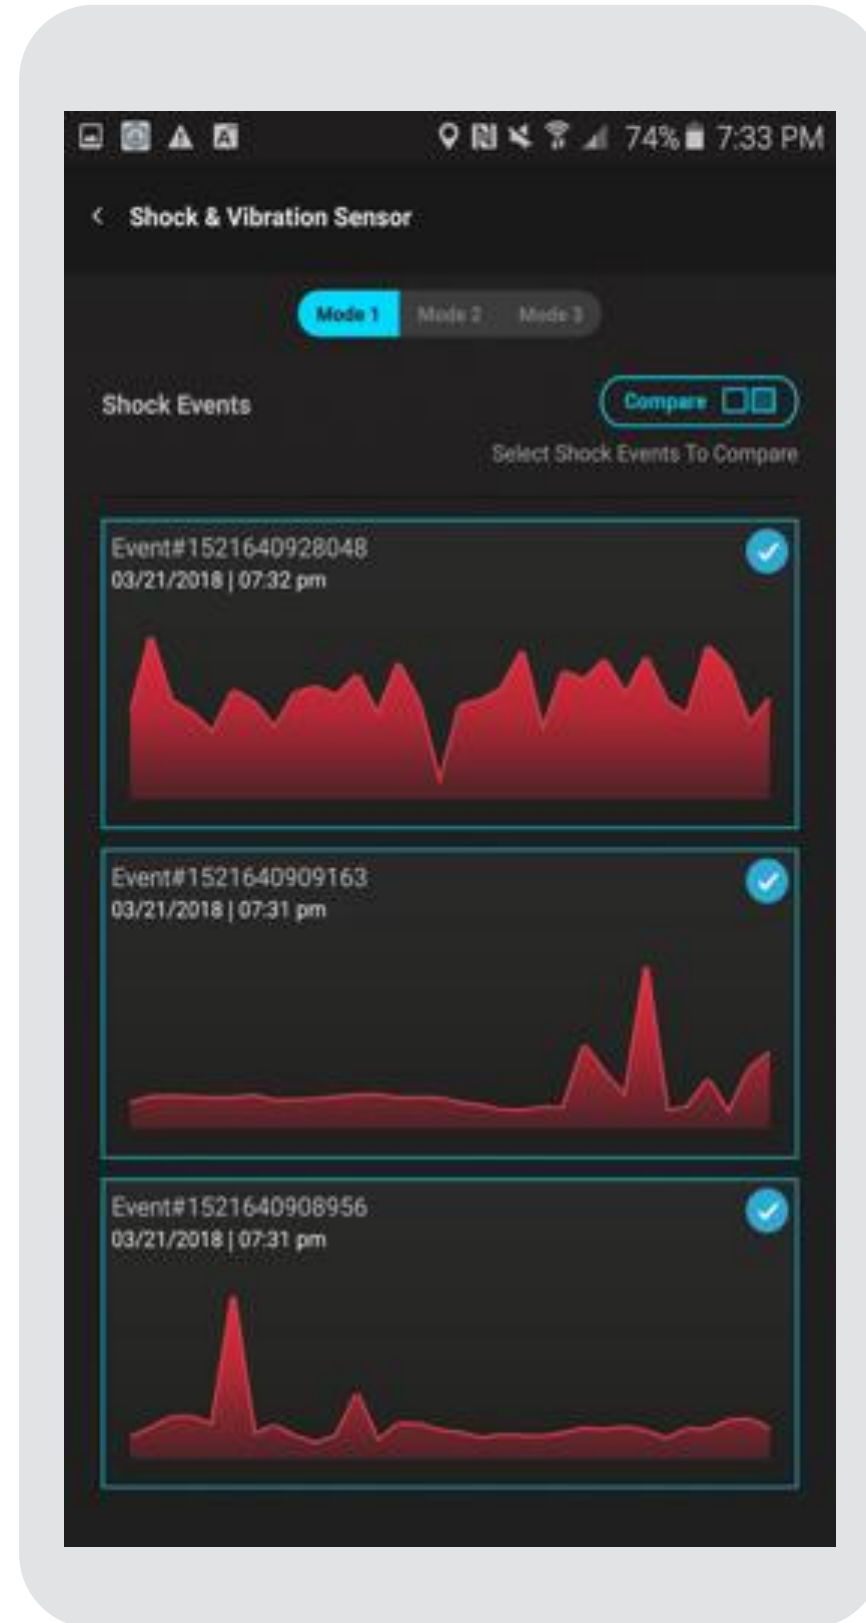 74% 7:33 PM
< Shock & Vibration Sensor
Mode 1 Mode 2 Mode 3
Shock Events
Compare
Select Shock Events To Compare
Event#1521640928048
03/21/2018 | 07:32 pm
Event#1521640909163
03/21/2018 | 07:31 pm
Event#1521640908956
03/21/2018 | 07:31 pm